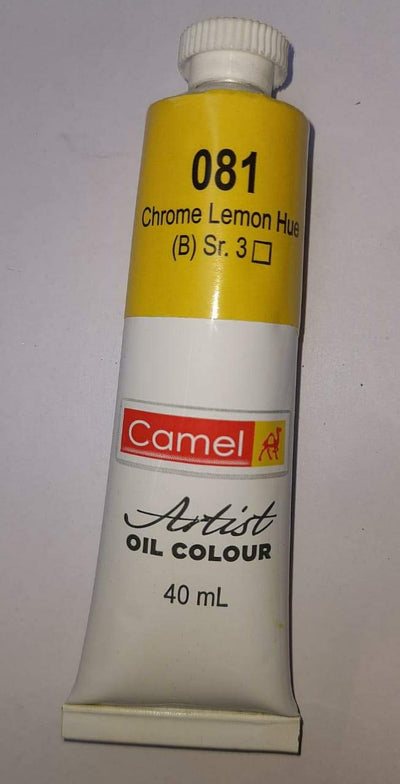 081
Chrome Lemon Hue
(B) Sr. 3
Camel
Artist
OIL COLOUR
40 mL